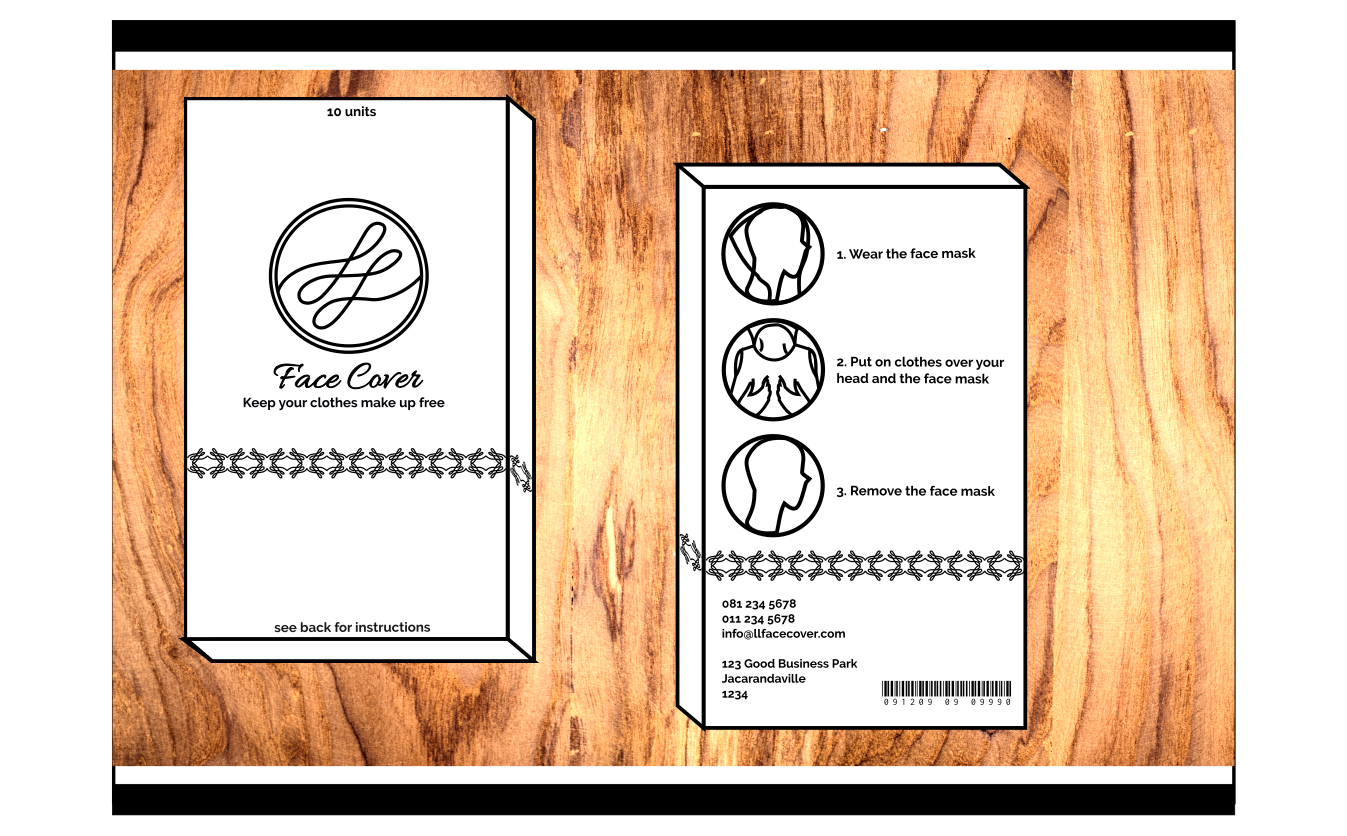 10 units
Face Cover
Keep your clothes make up free
see back for instructions
1. Wear the face mask
2. Put on clothes over your
head and the face mask
3. Remove the face mask
081 234 5678
011 234 5678
info@llfacecover.com
123 Good Business Park
Jacarandaville
1234
091209 09 09990